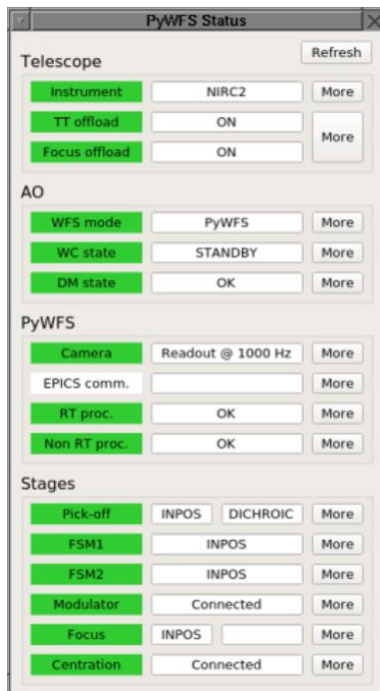 PyWFS Status
Refresh
Telescope
Instrument NIRC2 More
TT offload ON
More
Focus offload ON
AO
WFS mode PyWFS More
WC state STANDBY More
DM state OK More
PyWFS
Camera Readout @ 1000 Hz More
EPICS comm. More
RT proc. OK More
Non RT proc. OK More
Stages
Pick-off INPOS DICHROIC More
FSM1 INPOS More
FSM2 INPOS More
Modulator Connected More
Focus INPOS More
Centration Connected More